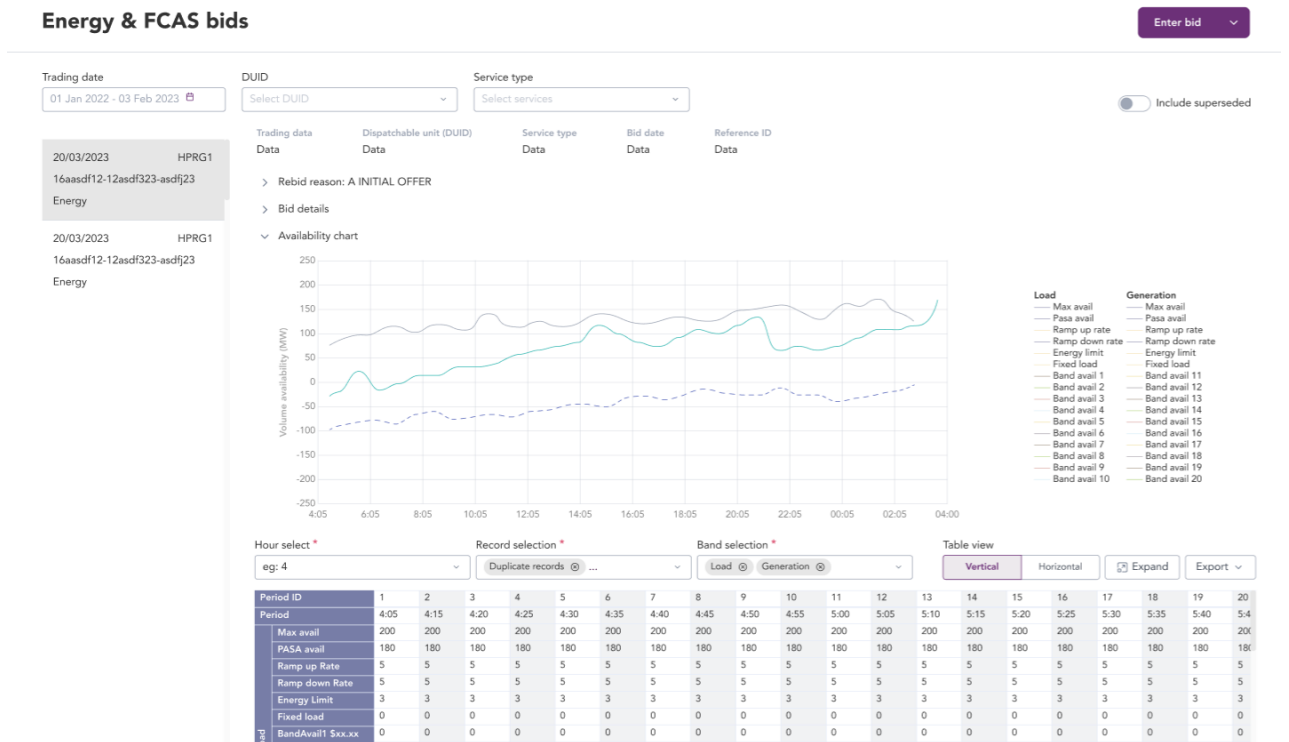 Energy & FCAS bids
Enter bid
Trading date
DUID
Service type
01 Jan 2022 - 03 Feb 2023
Select DUID
Select services
Include superseded
20/03/2023 HPRG1
16aasdf12-12asdf323-asdfj23
Energy
20/03/2023 HPRG1
16aasdf12-12asdf323-asdfj23
Energy
Trading data Dispatchable unit (DUID) Service type Bid date Reference ID
Data Data Data Data Data
Rebid reason: A INITIAL OFFER
Bid details
Availability chart
Volume availability (MW)
250
200
150
100
50
0
-50
-100
-150
-200
-250
4:05 6:05 8:05 10:05 12:05 14:05 16:05 18:05 20:05 22:05 00:05 02:05 04:00
Load Generation
Max avail Max avail
Pasa avail Pasa avail
Ramp up rate Ramp up rate
Ramp down rate Ramp down rate
Energy limit Energy limit
Fixed load Fixed load
Band avail 1 Band avail 11
Band avail 2 Band avail 12
Band avail 3 Band avail 13
Band avail 4 Band avail 14
Band avail 5 Band avail 15
Band avail 6 Band avail 16
Band avail 7 Band avail 17
Band avail 8 Band avail 18
Band avail 9 Band avail 19
Band avail 10 Band avail 20
Hour select * Record selection * Band selection * Table view
eg: 4 Duplicate records ... Load Generation Vertical Horizontal Expand Export
Period ID 1 2 3 4 5 6 7 8 9 10 11 12 13 14 15 16 17 18 19 20
Period 4:05 4:15 4:20 4:25 4:30 4:35 4:40 4:45 4:50 4:55 5:00 5:05 5:10 5:15 5:20 5:25 5:30 5:35 5:40 5:4
Max avail 200 200 200 200 200 200 200 200 200 200 200 200 200 200 200 200 200 200 200 200
PASA avail 180 180 180 180 180 180 180 180 180 180 180 180 180 180 180 180 180 180 180 180
Ramp up Rate 5 5 5 5 5 5 5 5 5 5 5 5 5 5 5 5 5 5 5 5
Ramp down Rate 5 5 5 5 5 5 5 5 5 5 5 5 5 5 5 5 5 5 5 5
Energy Limit 3 3 3 3 3 3 3 3 3 3 3 3 3 3 3 3 3 3 3 3
Fixed load 0 0 0 0 0 0 0 0 0 0 0 0 0 0 0 0 0 0 0 0
BandAvail1 $xx.xx 0 0 0 0 0 0 0 0 0 0 0 0 0 0 0 0 0 0 0 0